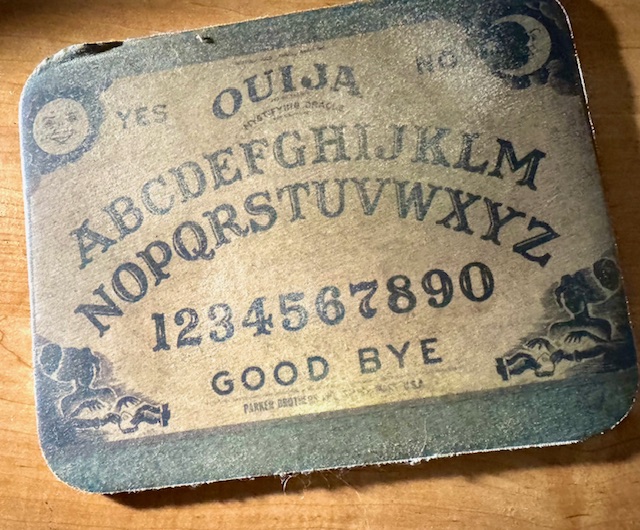 YES OUIJA NO
MYSTIFYING ORACLE
ABCDEFGHIJKLM
NOPQRSTUVWXYZ
1234567890
GOOD BYE
PARKER BROTHERS U.S.A.